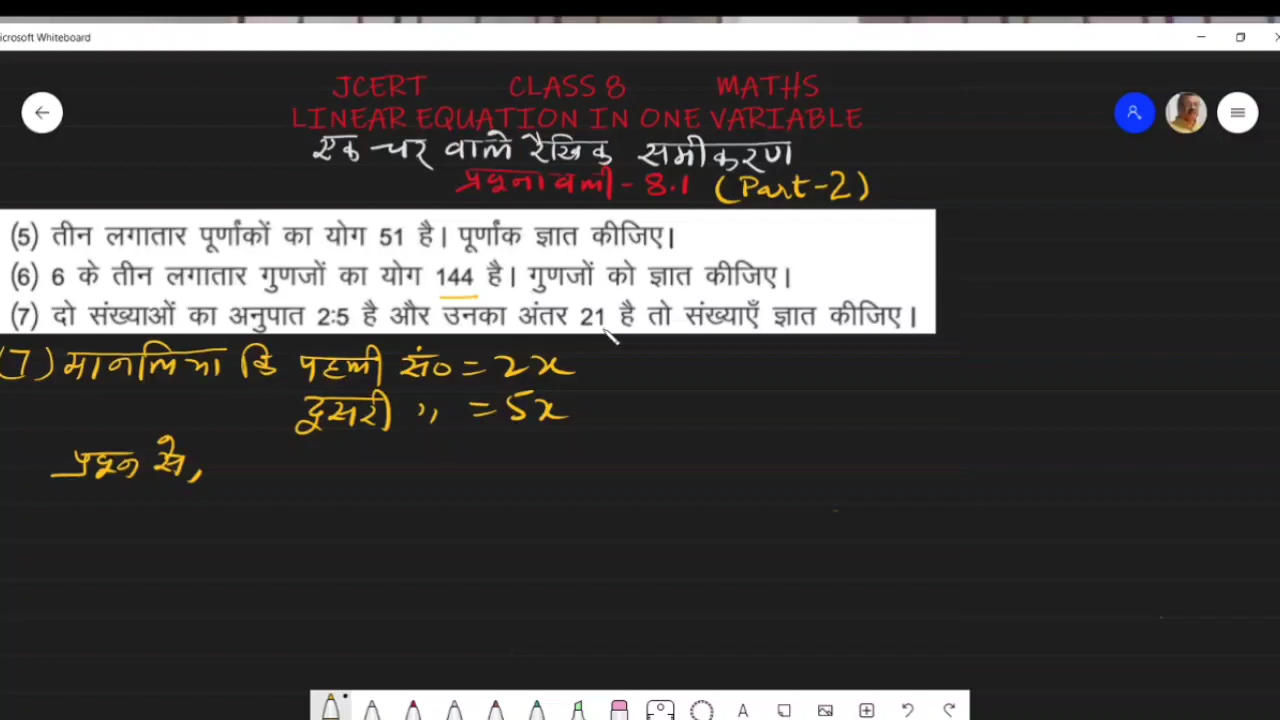 icrosoft Whiteboard
JCERT CLASS 8 MATHS
LINEAR EQUATION IN ONE VARIABLE
एक चर वाले रैखिक समीकरण
प्रश्नावली - 8.1 (Part-2)
(5) तीन लगातार पूर्णांकों का योग 51 है। पूर्णांक ज्ञात कीजिए।
(6) 6 के तीन लगातार गुणजों का योग 144 है। गुणजों को ज्ञात कीजिए।
(7) दो संख्याओं का अनुपात 2:5 है और उनका अंतर 21 है तो संख्याएँ ज्ञात कीजिए।
(7) मानलिया कि पहली सं० = 2x
दुसरी ,, = 5x
प्रश्न से,